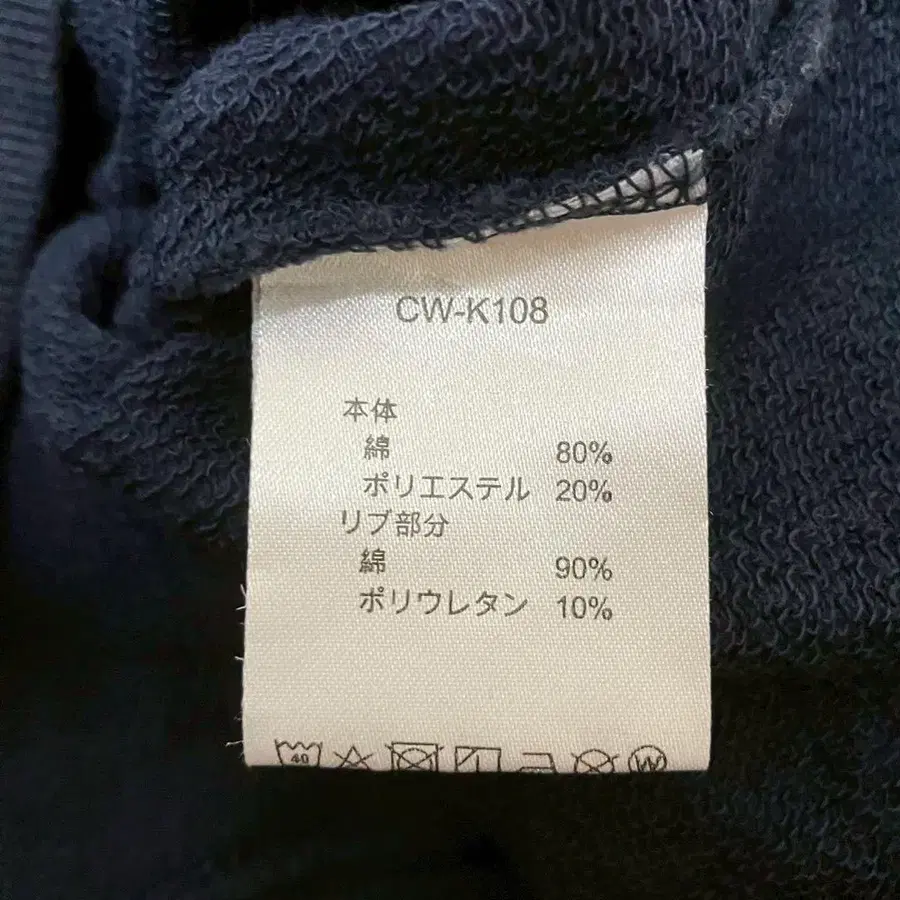 CW-K108
本体
綿 80%
ポリエステル 20%
リブ部分
綿 90%
ポリウレタン 10%
40
W